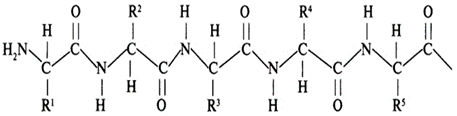 O R² H O R⁴ H O
H H H
H₂N C C N C C N C
C N C C N C C
H H
R¹ H O R³ H O R⁵